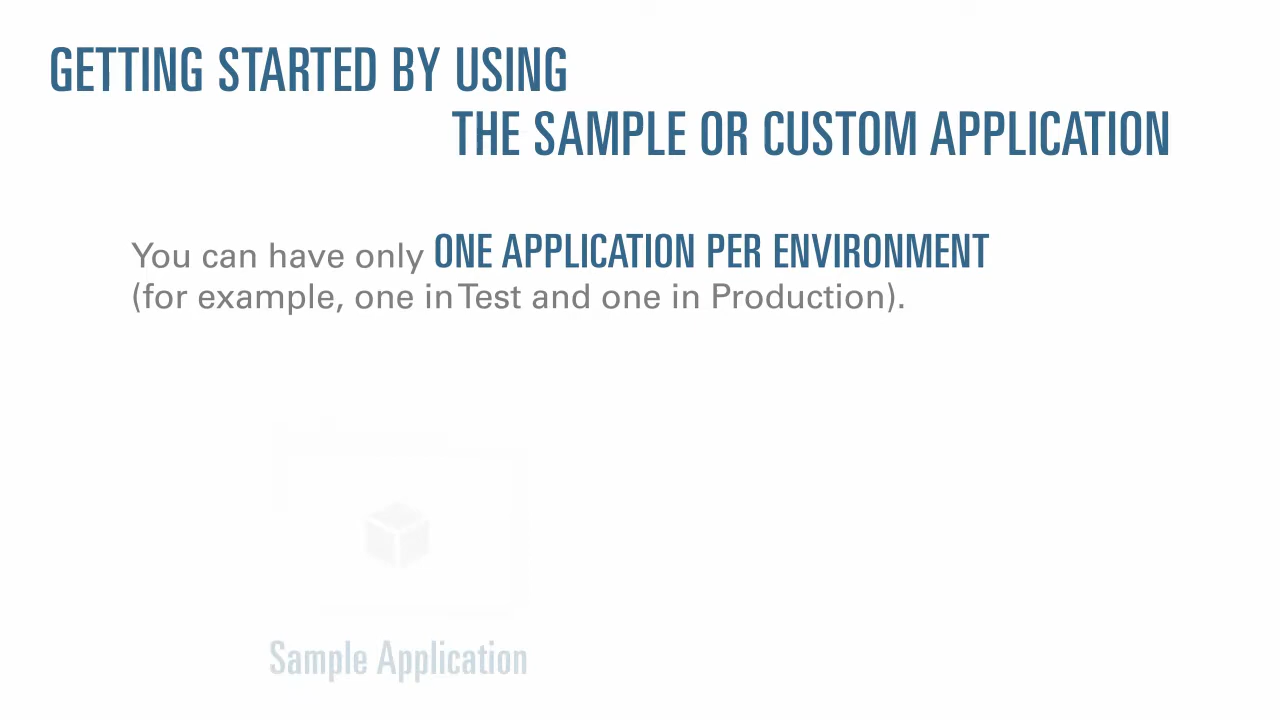 GETTING STARTED BY USING
THE SAMPLE OR CUSTOM APPLICATION
You can have only ONE APPLICATION PER ENVIRONMENT
(for example, one in Test and one in Production).
Sample Application